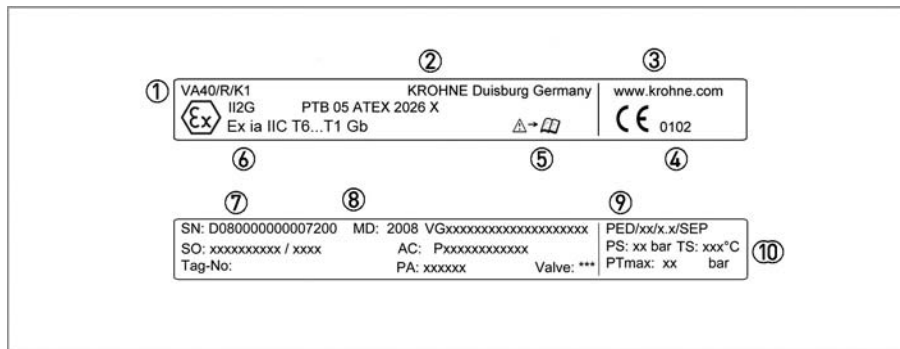 ② ③
① VA40/R/K1 KROHNE Duisburg Germany www.krohne.com
Ex II2G PTB 05 ATEX 2026 X
Ex ia IIC T6...T1 Gb CE 0102
⑥ ⑤ ④
⑦ ⑧ ⑨
SN: D080000000007200 MD: 2008 VGxxxxxxxxxxxxxxxxxxxx PED/xx/x.x/SEP
SO: xxxxxxxxxx / xxxx AC: Pxxxxxxxxxxxx PS: xx bar TS: xxx°C ⑩
Tag-No: PA: xxxxxx Valve: *** PTmax: xx bar